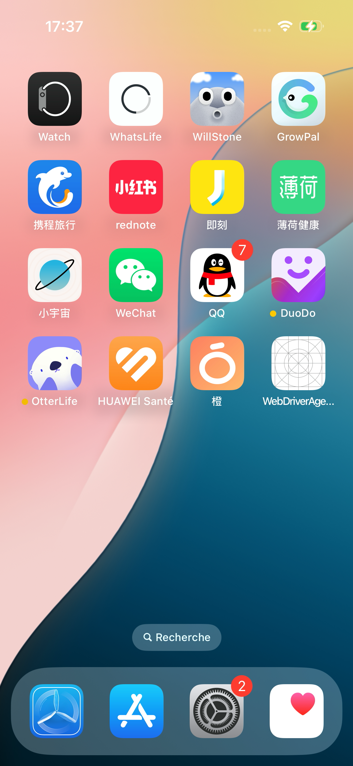 17:37
Watch
WhatsLife
WillStone
GrowPal
小红书
薄荷
携程旅行
rednote
即刻
薄荷健康
7
小宇宙
WeChat
QQ
DuoDo
OtterLife
HUAWEI Santé
橙
WebDriverAge...
Recherche
2